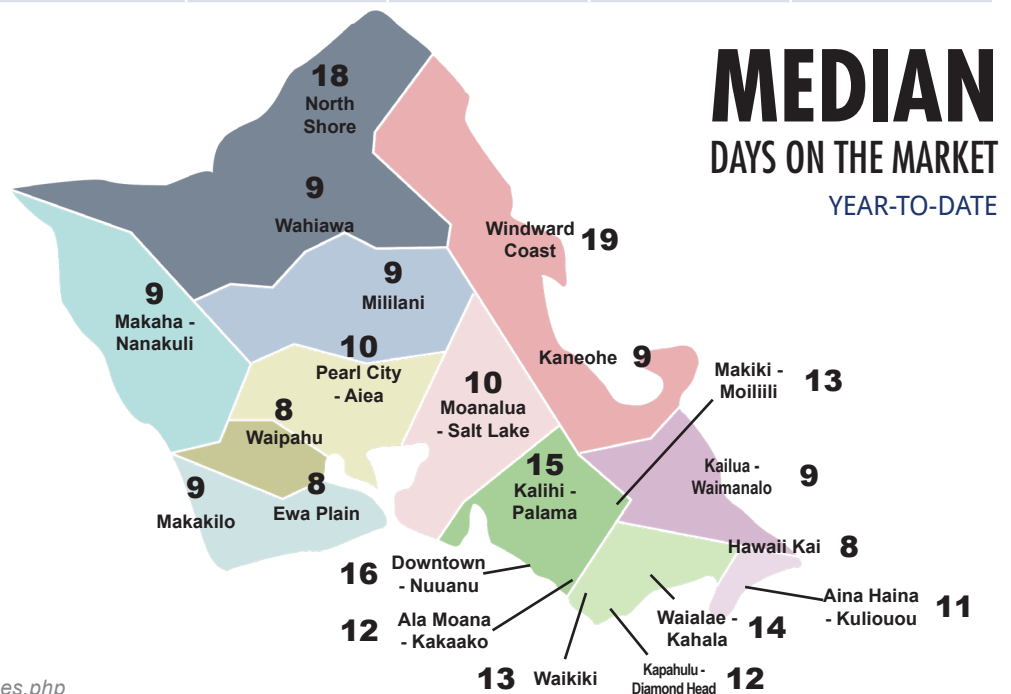 MEDIAN
DAYS ON THE MARKET
YEAR-TO-DATE
18
North
Shore
9
Wahiawa
Windward
Coast
19
9
Mililani
9
Makaha -
Nanakuli
10
Pearl City
- Aiea
Kaneohe 9
10
Moanalua
- Salt Lake
Makiki -
Moiliili
13
8
Waipahu
15
Kalihi -
Palama
Kailua -
Waimanalo
9
9
Makakilo
8
Ewa Plain
Hawaii Kai 8
16
Downtown
- Nuuanu
12
Ala Moana
- Kakaako
Waialae -
Kahala
14
Aina Haina
- Kuliouou
11
13 Waikiki
Kapahulu -
Diamond Head
12
es.php